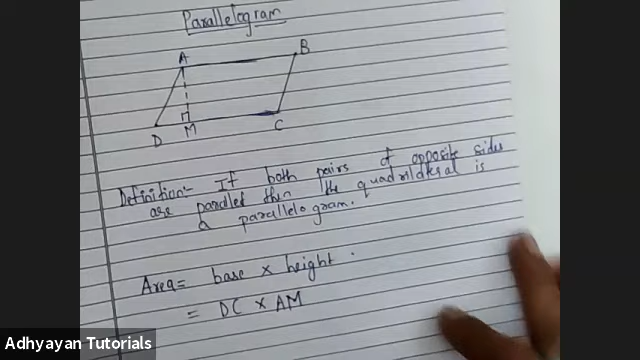 Parallelogram
A
B
D
M
C
Definition:- If both pairs of opposite sides
are parallel then the quadrilateral is
a parallelogram.
Area= base × height .
= DC × AM
Adhyayan Tutorials